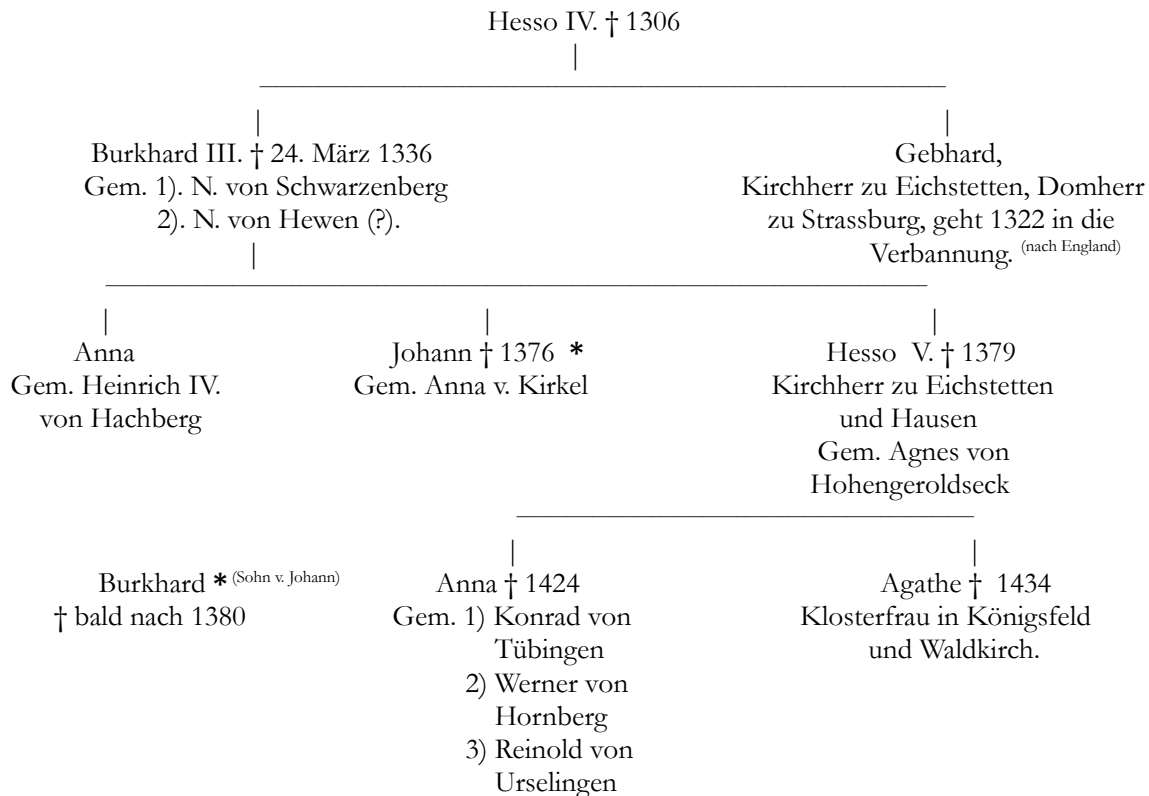 Hesso IV. † 1306
Burkhard III. † 24. März 1336
Gem. 1). N. von Schwarzenberg
2). N. von Hewen (?).
Gebhard,
Kirchherr zu Eichstetten, Domherr
zu Strassburg, geht 1322 in die
Verbannung. (nach England)
Anna
Gem. Heinrich IV.
von Hachberg
Johann † 1376 *
Gem. Anna v. Kirkel
Hesso V. † 1379
Kirchherr zu Eichstetten
und Hausen
Gem. Agnes von
Hohengeroldseck
Burkhard * (Sohn v. Johann)
† bald nach 1380
Anna † 1424
Gem. 1) Konrad von
Tübingen
2) Werner von
Hornberg
3) Reinold von
Urselingen
Agathe † 1434
Klosterfrau in Königsfeld
und Waldkirch.